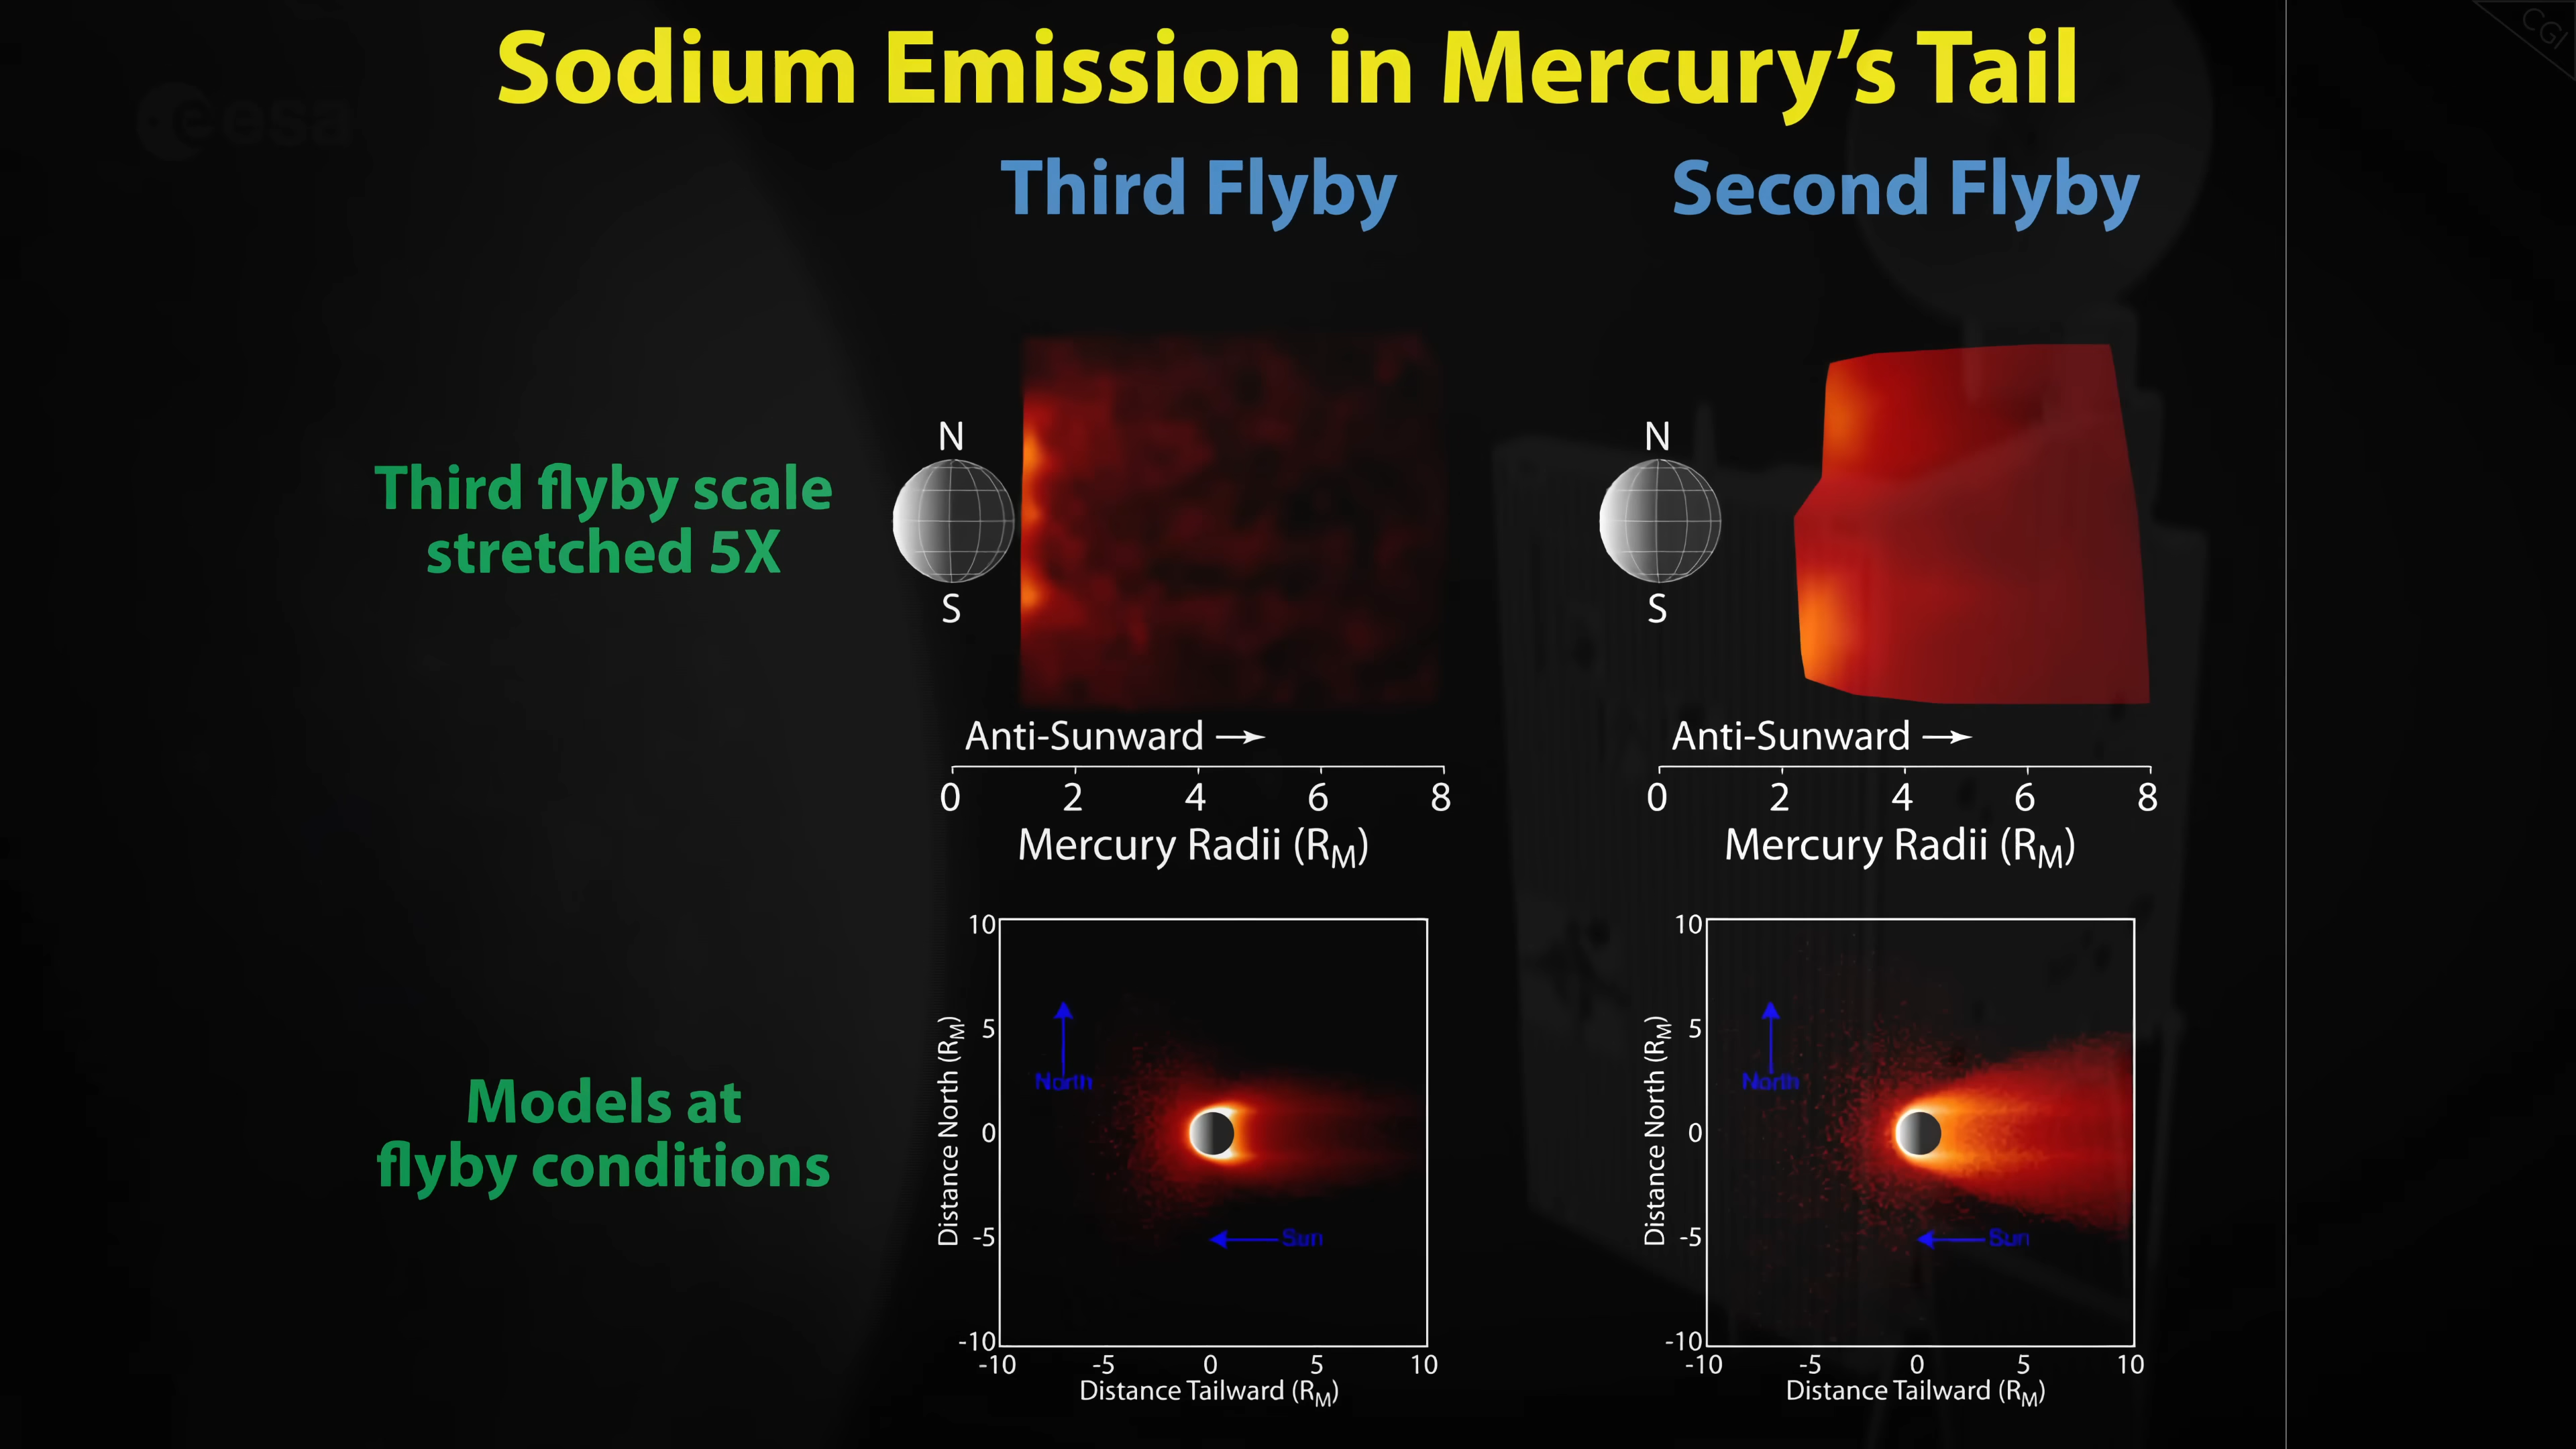 CGI
eesa
Sodium Emission in Mercury’s Tail
Third Flyby
Second Flyby
Third flyby scale
stretched 5X
N
S
Anti-Sunward
0 2 4 6 8
Mercury Radii (RM)
N
S
Anti-Sunward
0 2 4 6 8
Mercury Radii (RM)
Models at
flyby conditions
Distance North (RM)
10
5
0
-5
-10
North
Sun
-10 -5 0 5 10
Distance Tailward (RM)
Distance North (RM)
10
5
0
-5
-10
North
Sun
-10 -5 0 5 10
Distance Tailward (RM)